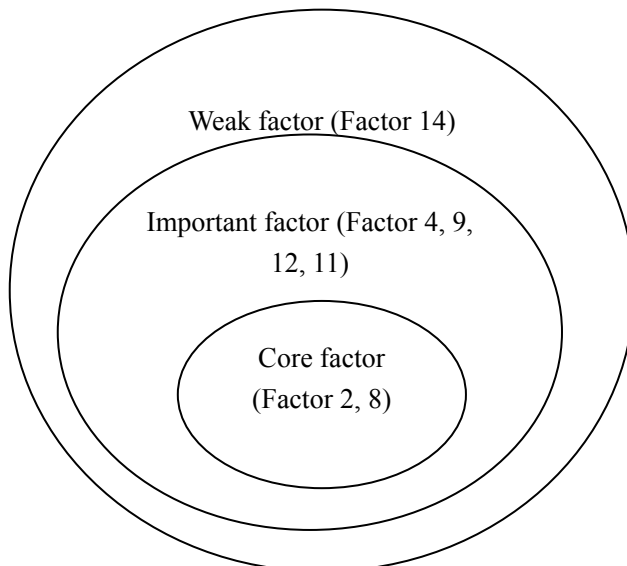 Weak factor (Factor 14)
Important factor (Factor 4, 9,
12, 11)
Core factor
(Factor 2, 8)